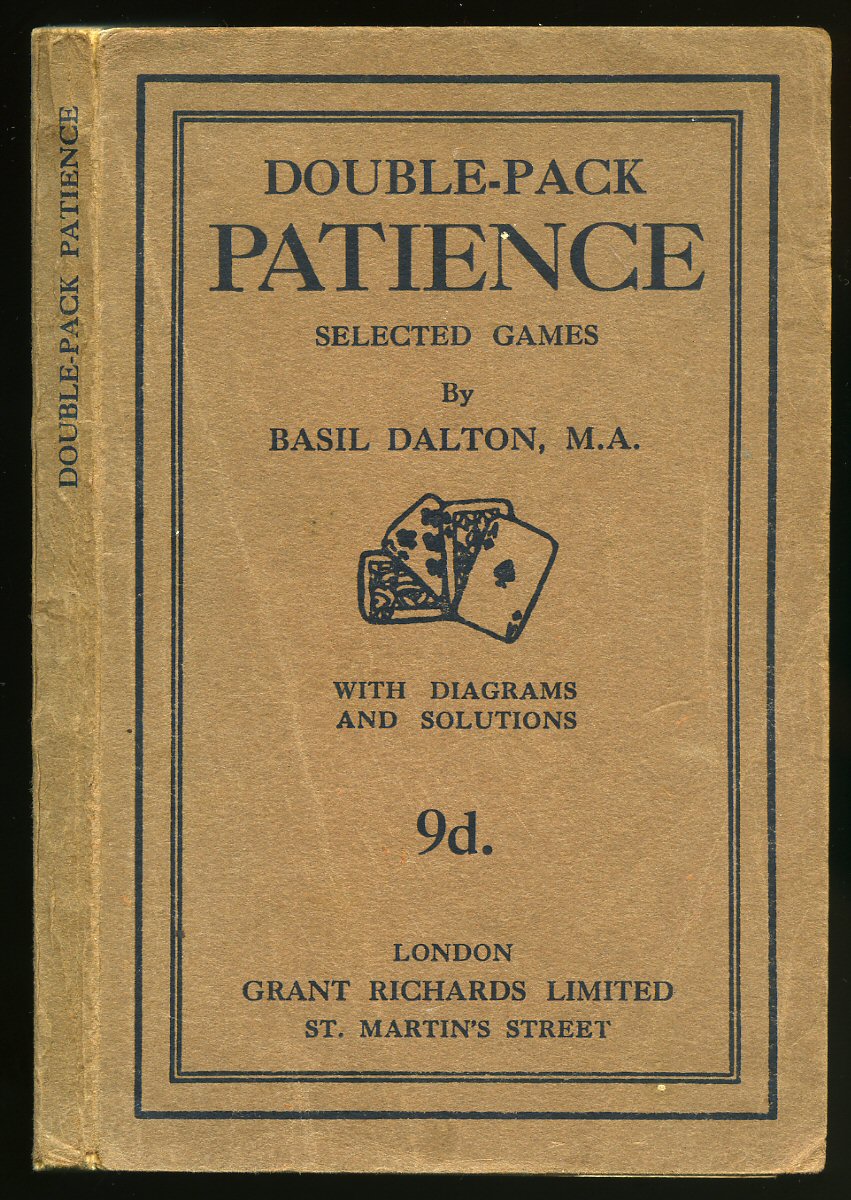 DOUBLE-PACK PATIENCE
DOUBLE-PACK
PATIENCE
SELECTED GAMES
By
BASIL DALTON, M.A.
WITH DIAGRAMS
AND SOLUTIONS
9d.
LONDON
GRANT RICHARDS LIMITED
ST. MARTIN'S STREET